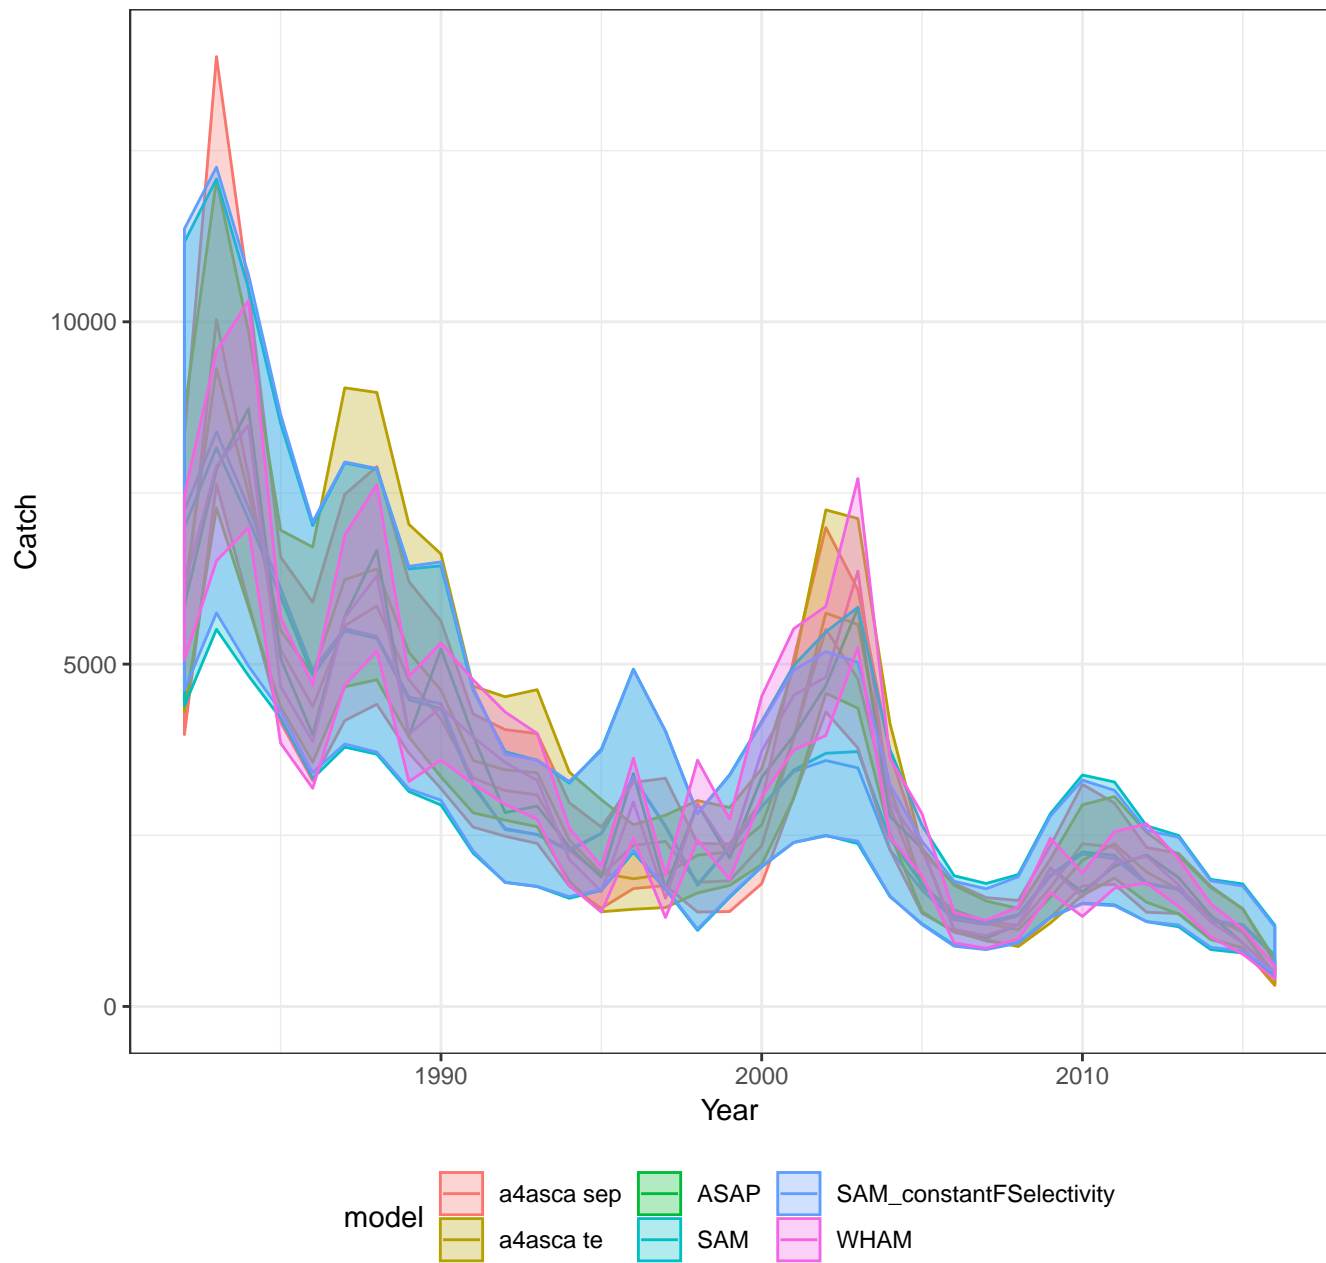 10000
5000
0
Catch
1990 2000 2010
Year
model
a4asca sep ASAP SAM_constantFSelectivity
a4asca te SAM WHAM